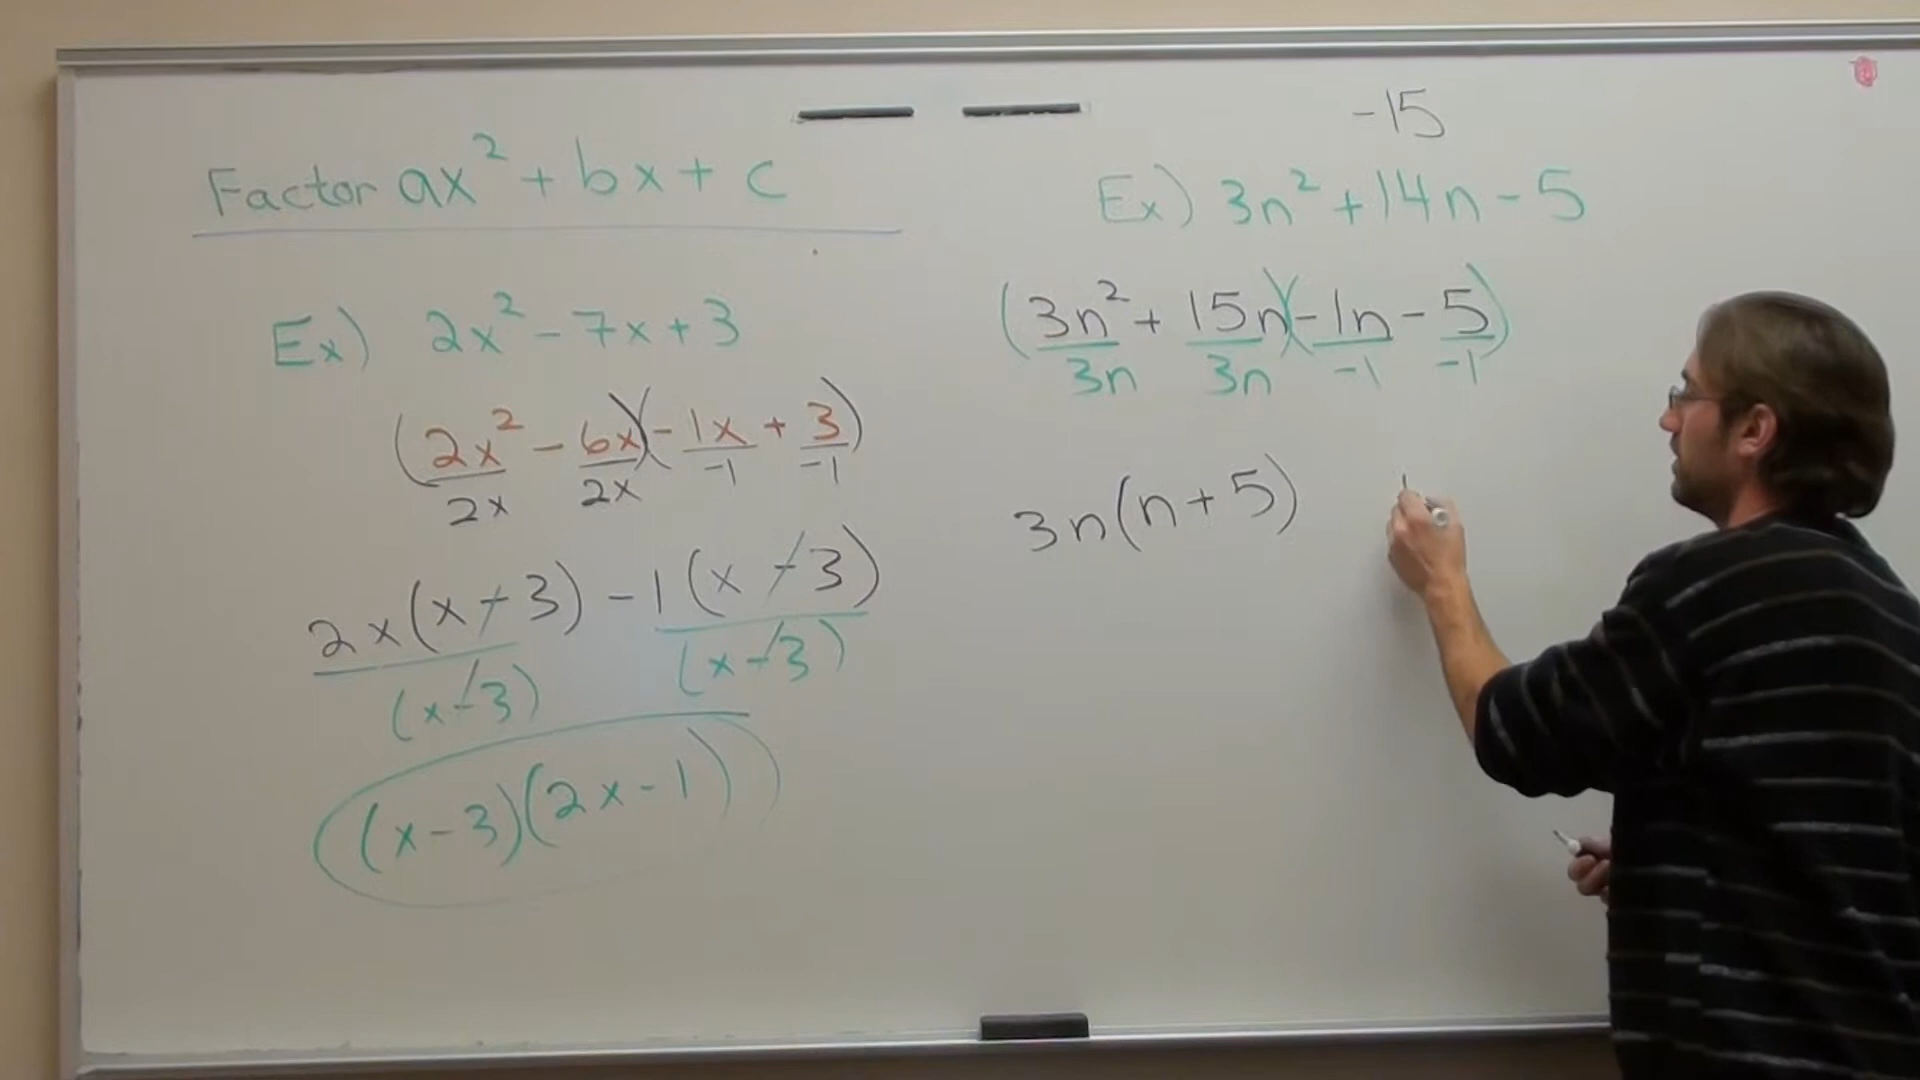 Factor ax² + bx + c
Ex) 2x² - 7x + 3
(2x² - 6x)(-1x + 3)
2x 2x -1 -1
2x(x-3) -1(x-3)
(x-3) (x-3)
(x-3)(2x-1)
-15
Ex) 3n² + 14n - 5
(3n² + 15n)(-1n - 5)
3n 3n -1 -1
3n(n+5)